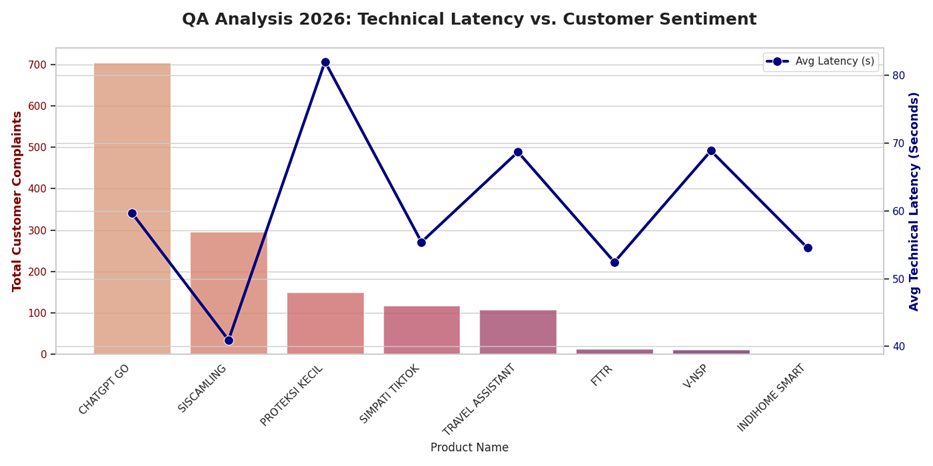 QA Analysis 2026: Technical Latency vs. Customer Sentiment
Avg Latency (s)
Total Customer Complaints
700
600
500
400
300
200
100
0
80
70
60
50
40
Avg Technical Latency (Seconds)
CHATGPT GO
SISCAMLING
PROTEKSI KECIL
SIMPATI TIKTOK
TRAVEL ASSISTANT
FTTR
V-NSP
INDIHOME SMART
Product Name